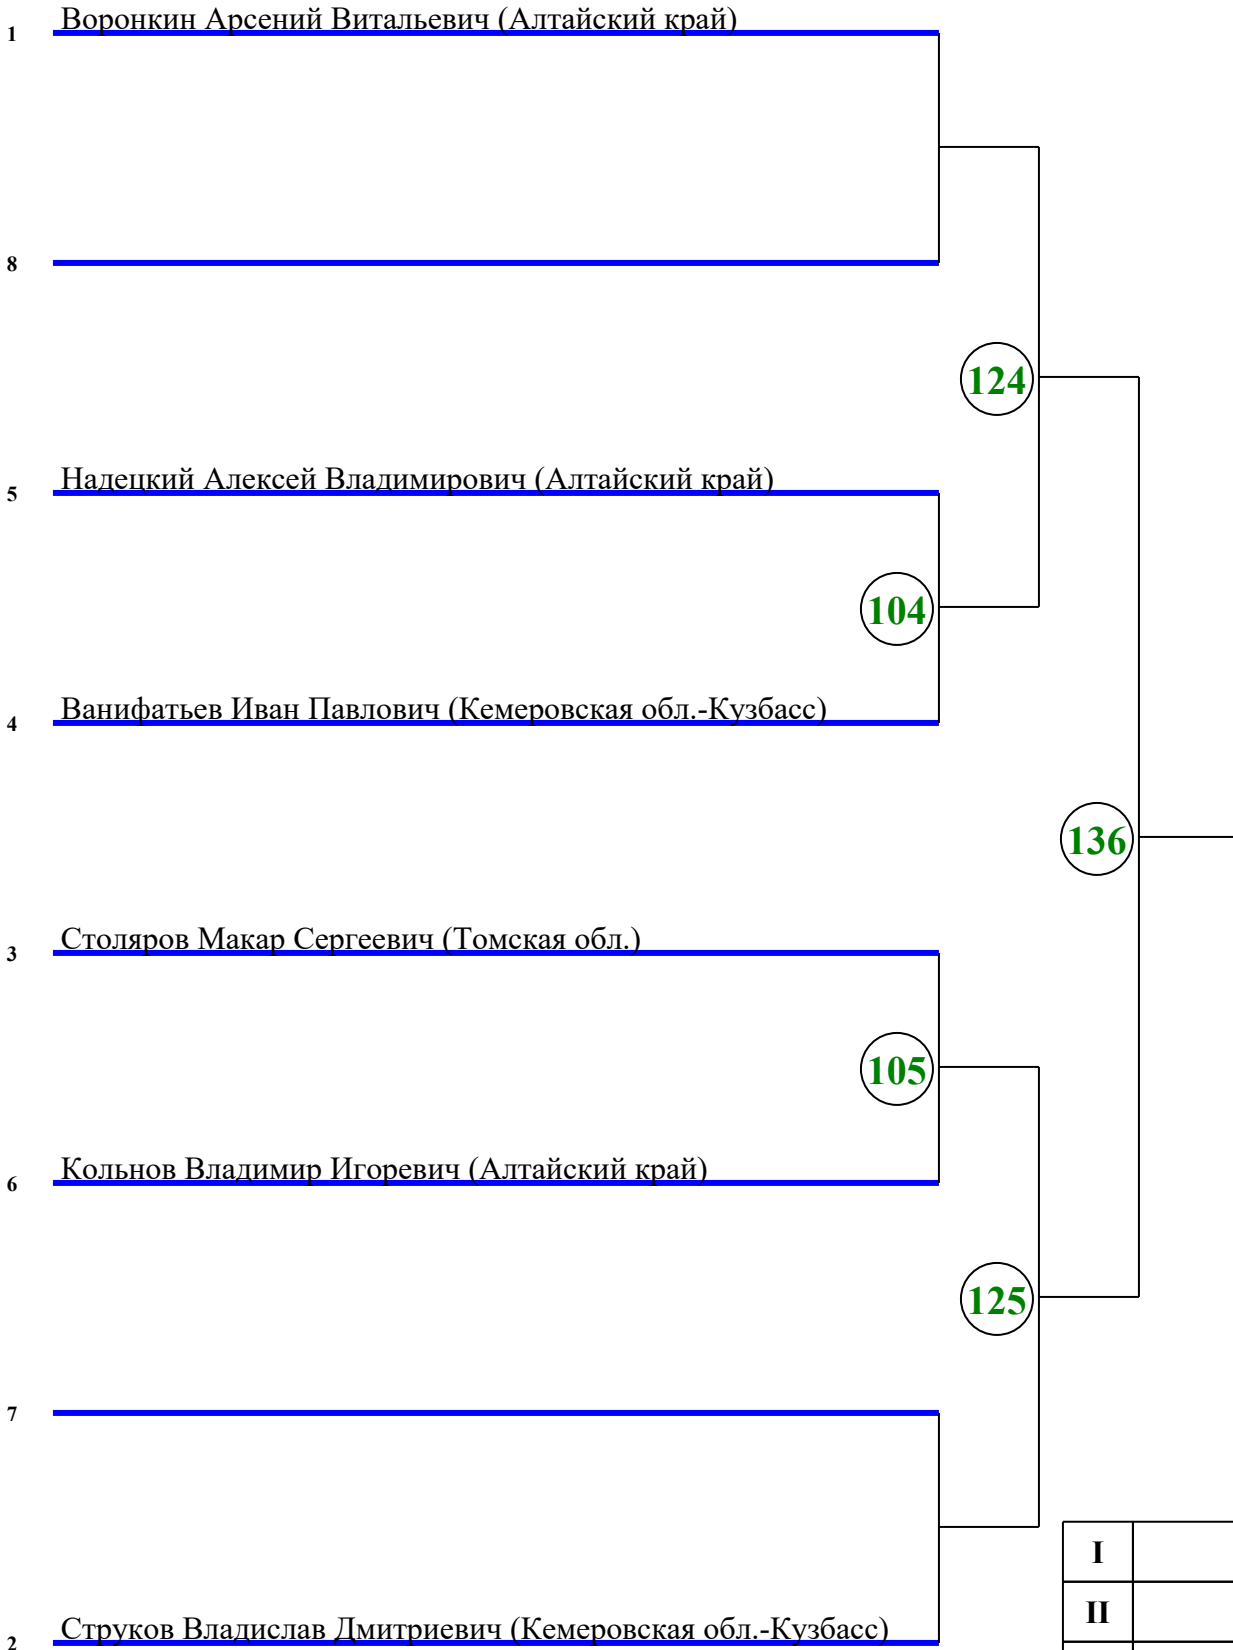 1 Воронкин Арсений Витальевич (Алтайский край)
8
124
5 Надецкий Алексей Владимирович (Алтайский край)
104
4 Ванифатьев Иван Павлович (Кемеровская обл.-Кузбасс)
136
3 Столяров Макар Сергеевич (Томская обл.)
105
6 Кольнов Владимир Игоревич (Алтайский край)
125
7
I
II
2 Струков Владислав Дмитриевич (Кемеровская обл.-Кузбасс)